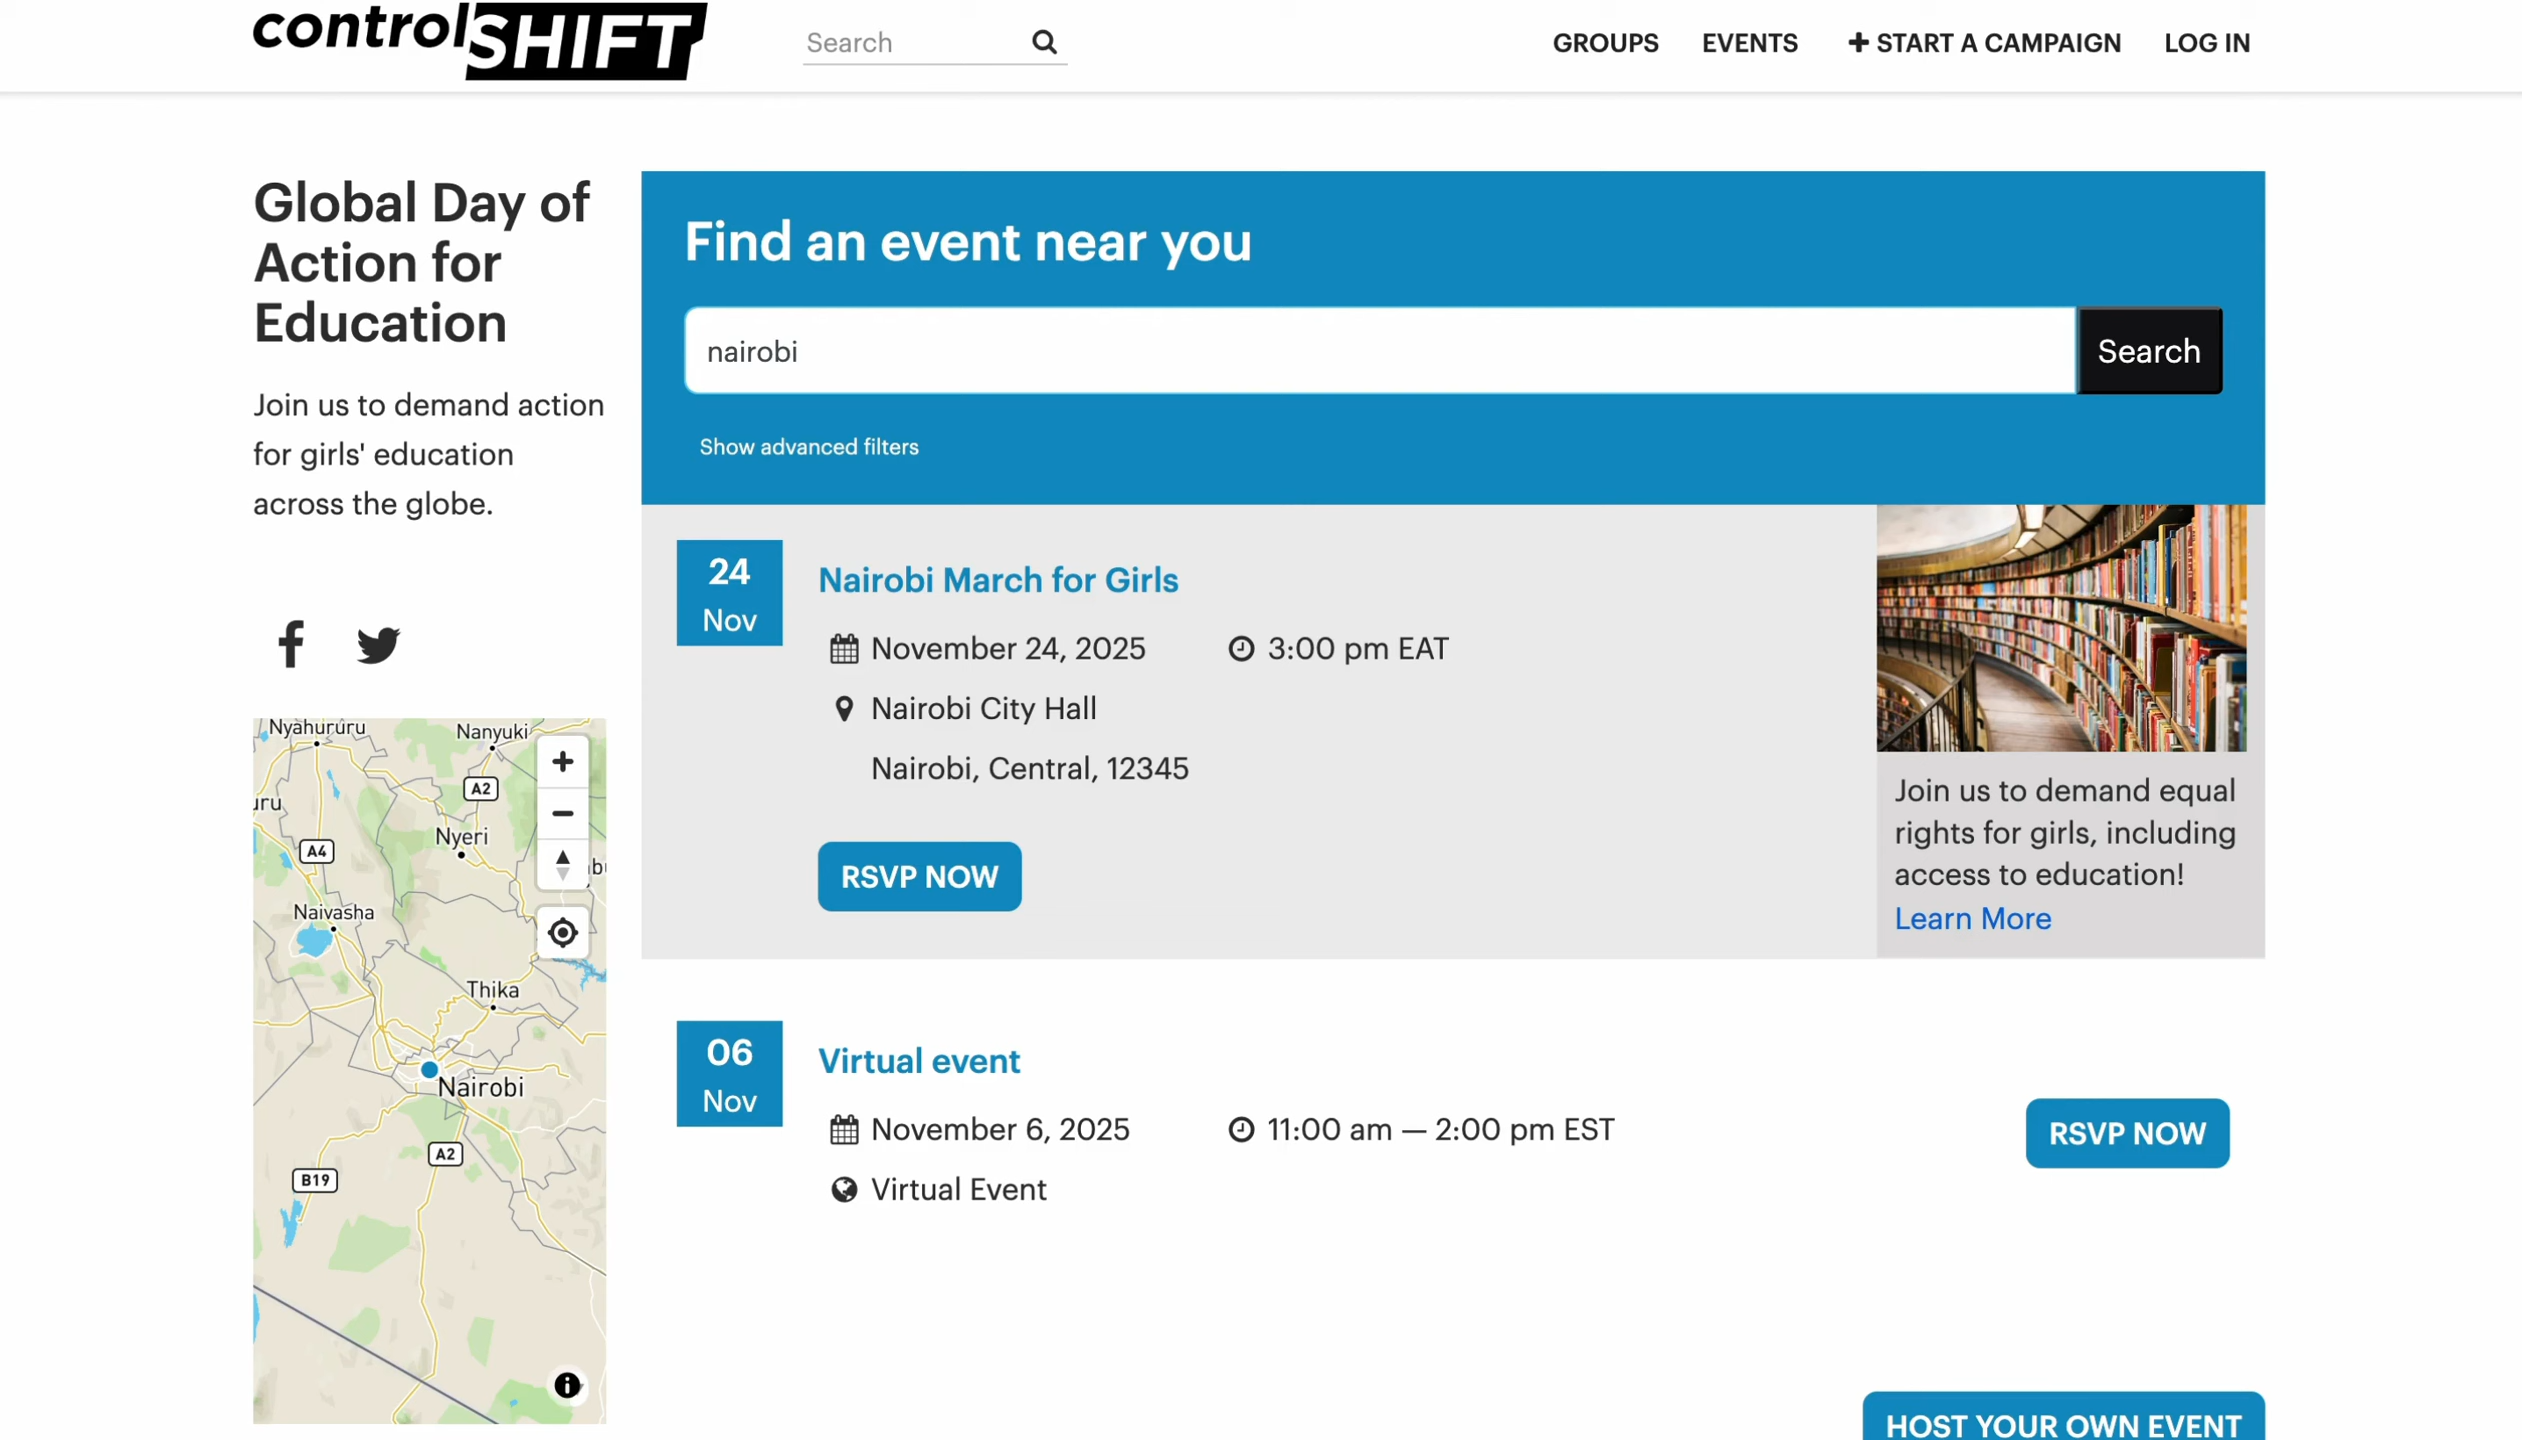 controlSHIFT
Search
GROUPS
EVENTS
START A CAMPAIGN
LOG IN
Global Day of
Action for
Education
Join us to demand action
for girls' education
across the globe.
Find an event near you
nairobi
Search
Show advanced filters
24
Nov
Nairobi March for Girls
November 24, 2025
3:00 pm EAT
Nairobi City Hall
Nairobi, Central, 12345
RSVP NOW
Join us to demand equal
rights for girls, including
access to education!
Learn More
06
Nov
Virtual event
November 6, 2025
11:00 am — 2:00 pm EST
Virtual Event
RSVP NOW
HOST YOUR OWN EVENT
Nyahururu
Nanyuki
A2
Nyeri
A4
Naivasha
Thika
Nairobi
A2
B19